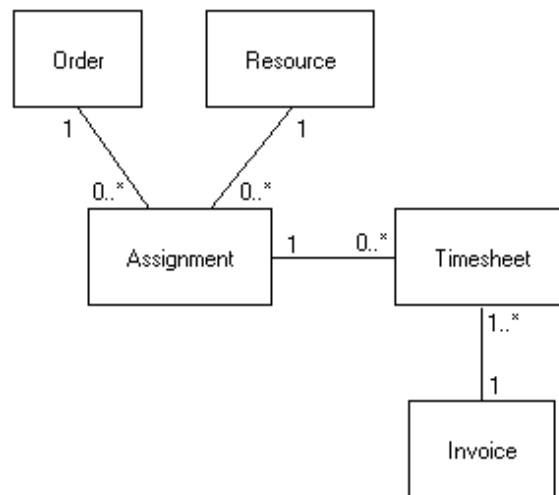 Order
Resource
1
1
0..*
0..*
Assignment
1
0..*
Timesheet
1..*
1
Invoice